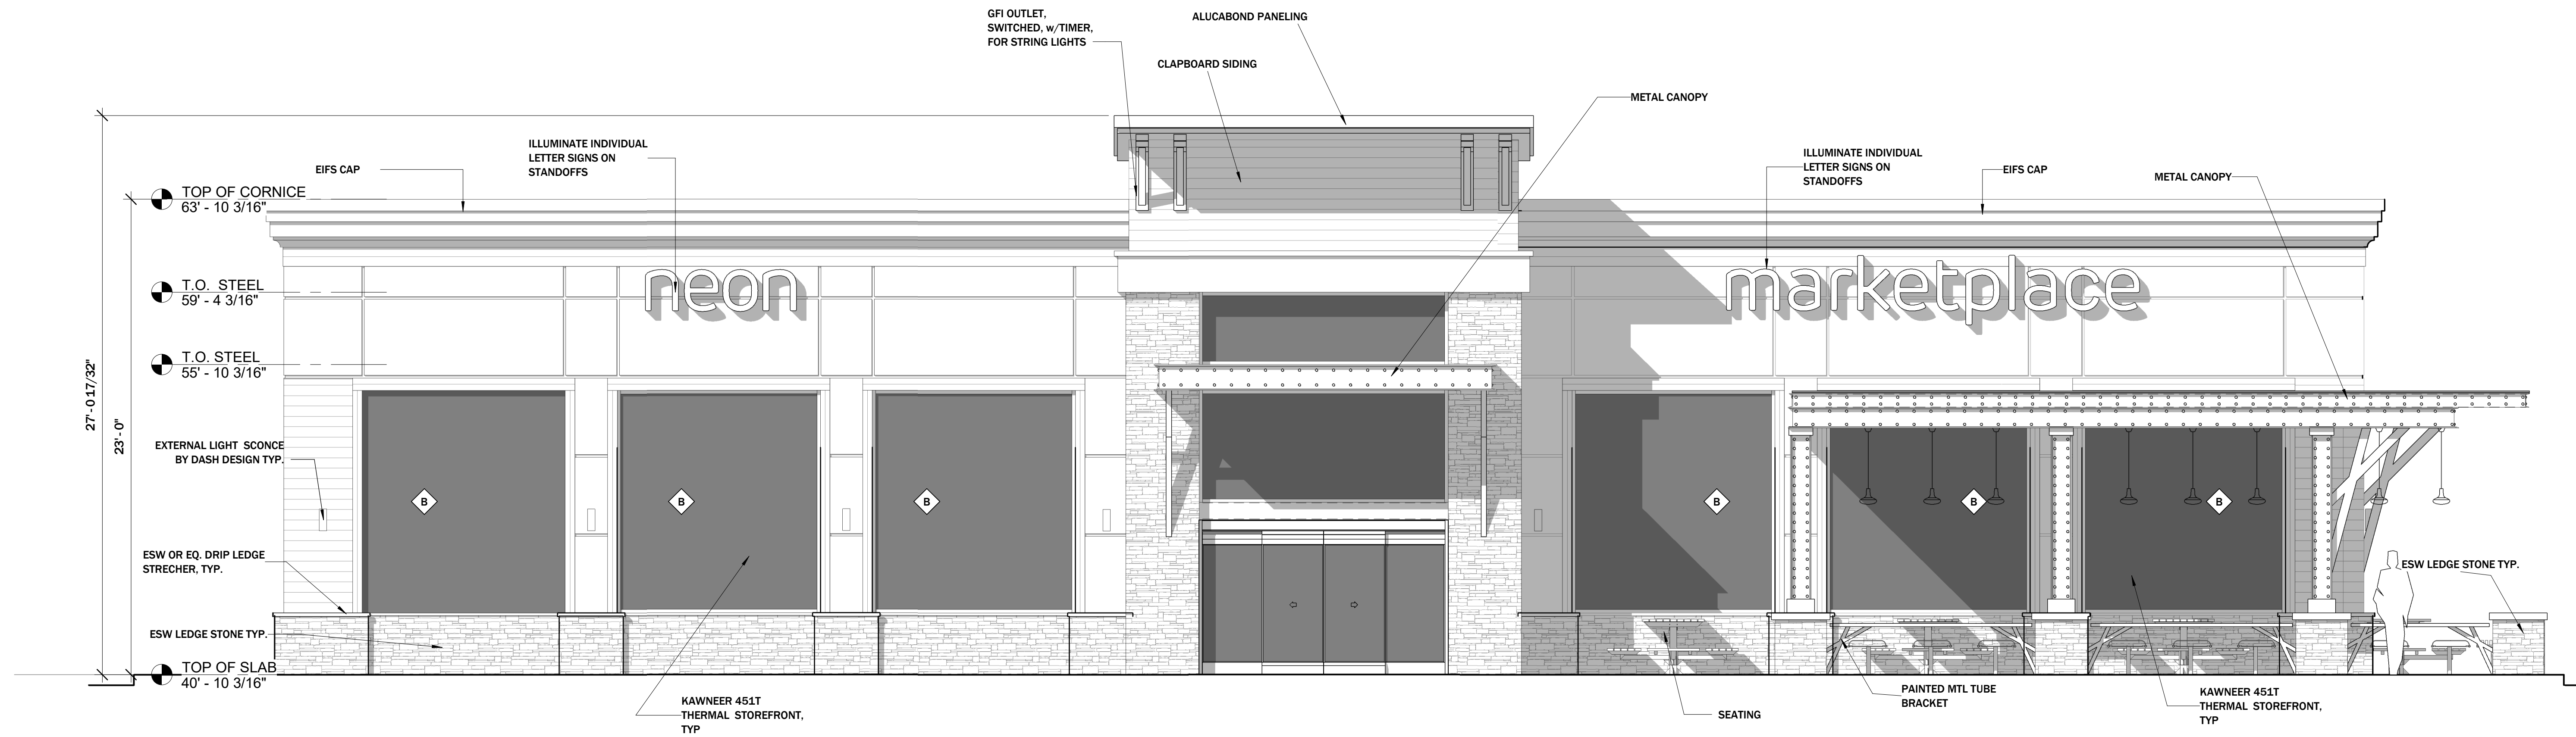 GFI OUTLET,
SWITCHED, w/TIMER,
FOR STRING LIGHTS
ALUCABOND PANELING
CLAPBOARD SIDING
METAL CANOPY
ILLUMINATE INDIVIDUAL
LETTER SIGNS ON
STANDOFFS
EIFS CAP
ILLUMINATE INDIVIDUAL
LETTER SIGNS ON
STANDOFFS
EIFS CAP
METAL CANOPY
TOP OF CORNICE
63' - 10 3/16"
T.O. STEEL
59' - 4 3/16"
neon
marketplace
T.O. STEEL
55' - 10 3/16"
27'- 0 17/32"
23'- 0"
EXTERNAL LIGHT SCONCE
BY DASH DESIGN TYP.
B
B
B
B
B
B
ESW OR EQ. DRIP LEDGE
STRECHER, TYP.
ESW LEDGE STONE TYP.
ESW LEDGE STONE TYP.
TOP OF SLAB
40' - 10 3/16"
KAWNEER 451T
THERMAL STOREFRONT,
TYP
SEATING
PAINTED MTL TUBE
BRACKET
KAWNEER 451T
THERMAL STOREFRONT,
TYP